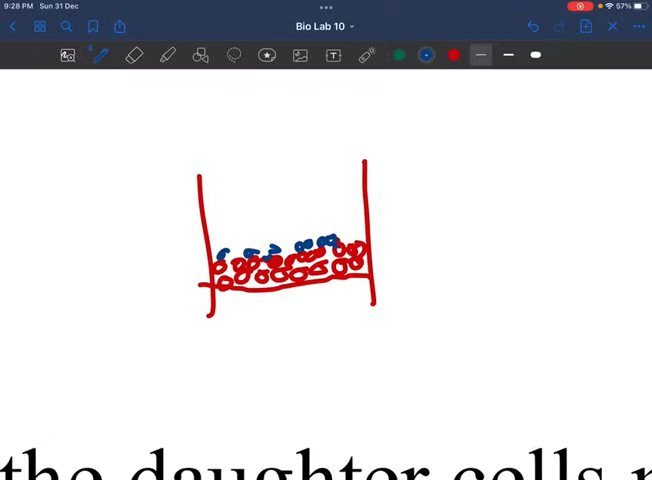 9:28 PM Sun 31 Dec
57%
Bio Lab 10
T
the daughter cells